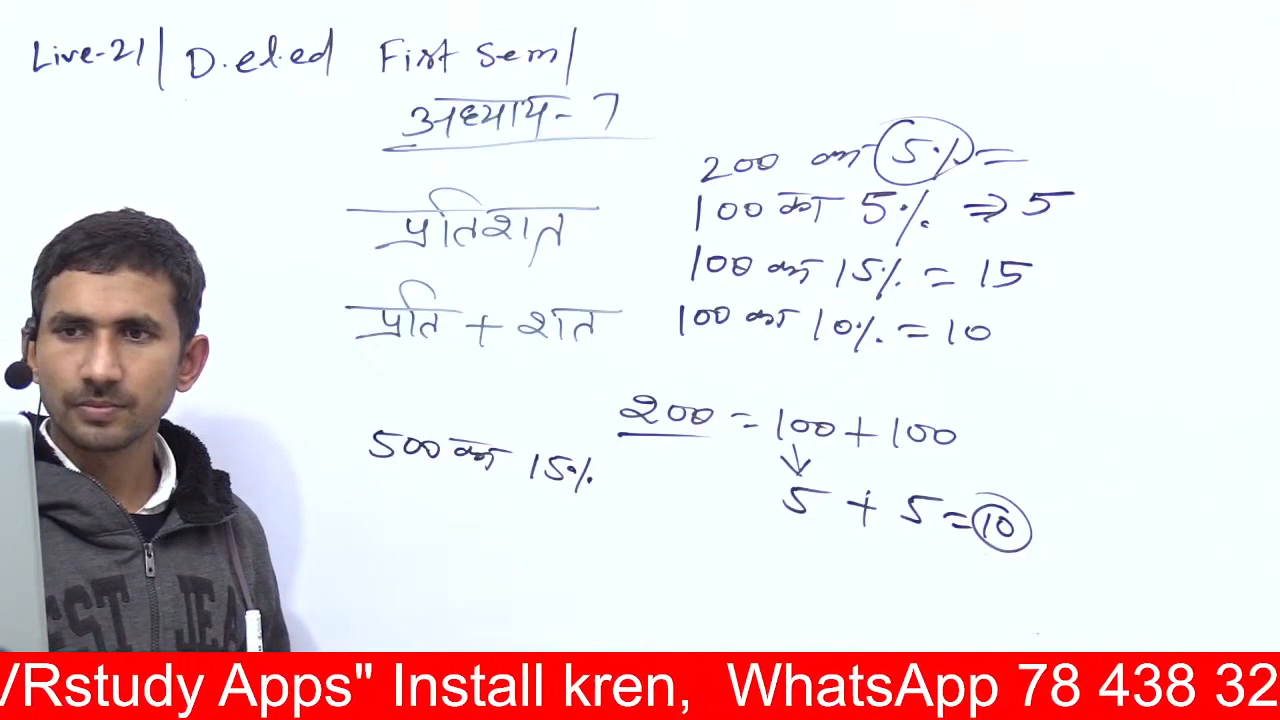 Live-21/ D.el.ed First Sem/
अध्याय- 7
प्रतिशत
प्रति + शत
200 का 5% =
100 का 5% ⇒ 5
100 का 15% = 15
100 का 10% = 10
200 = 100 + 100
↓
5 + 5 = 10
500 का 15%
VRstudy Apps" Install kren, WhatsApp 78 438 32